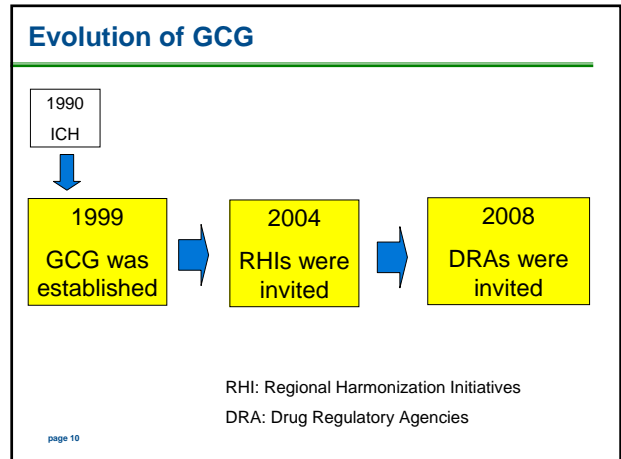 Evolution of GCG
1990
ICH
1999
GCG was
established
2004
RHIs were
invited
2008
DRAs were
invited
RHI: Regional Harmonization Initiatives
DRA: Drug Regulatory Agencies
page 10